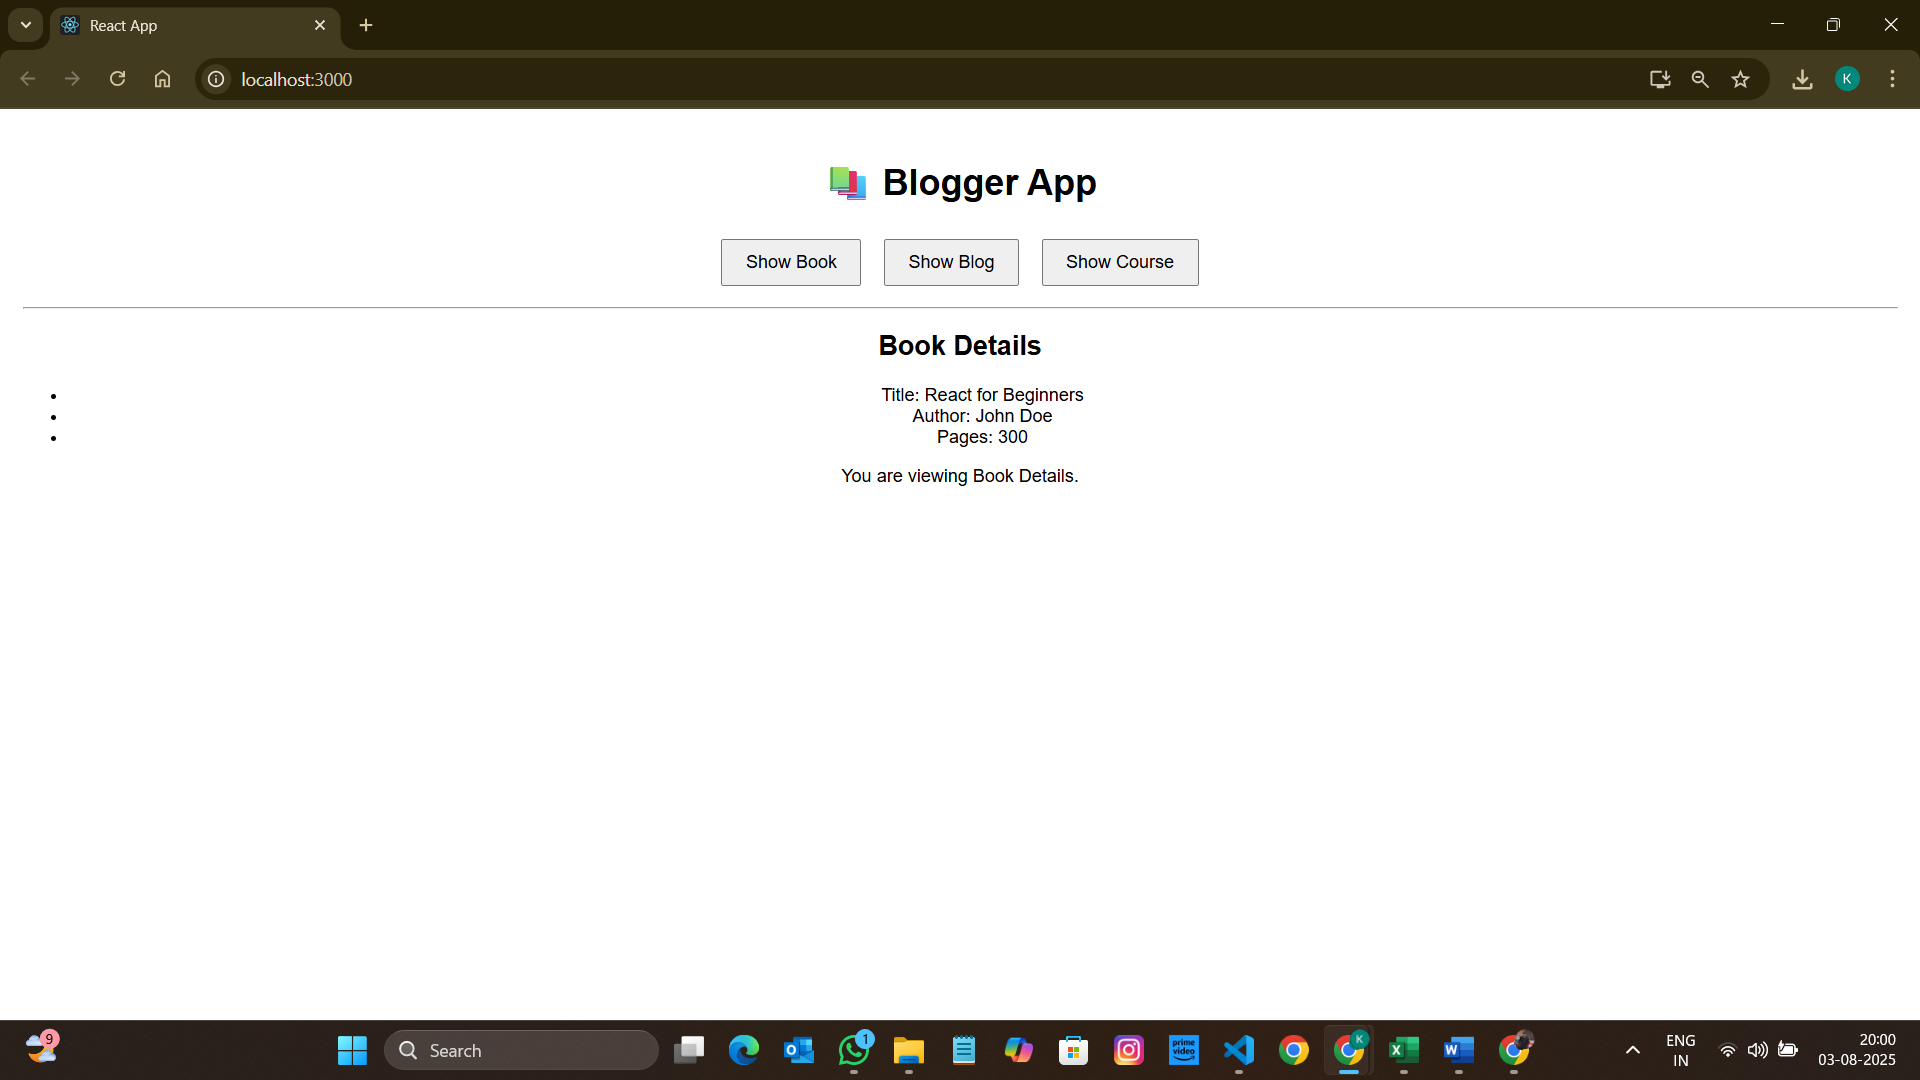 React App
localhost:3000
K
Blogger App
Show Book Show Blog Show Course
Book Details
Title: React for Beginners
Author: John Doe
Pages: 300
You are viewing Book Details.
9
Search
O
1
prime video
K
X
W
ENG
IN
20:00
03-08-2025